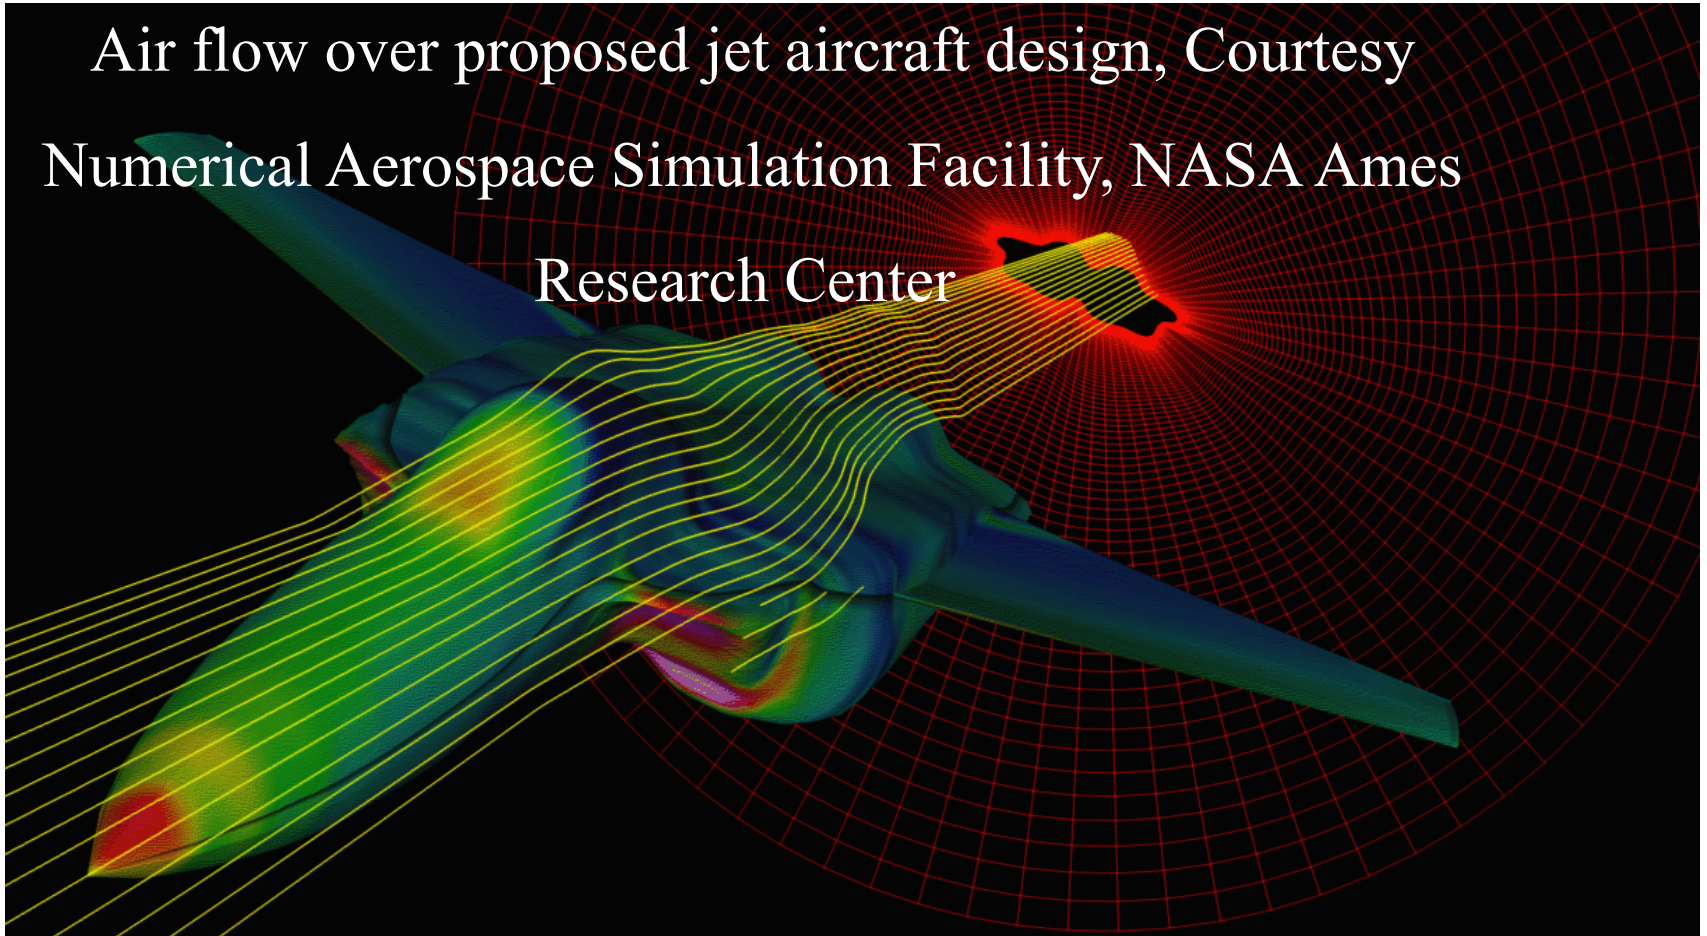 Air flow over proposed jet aircraft design, Courtesy
Numerical Aerospace Simulation Facility, NASA Ames
Research Center